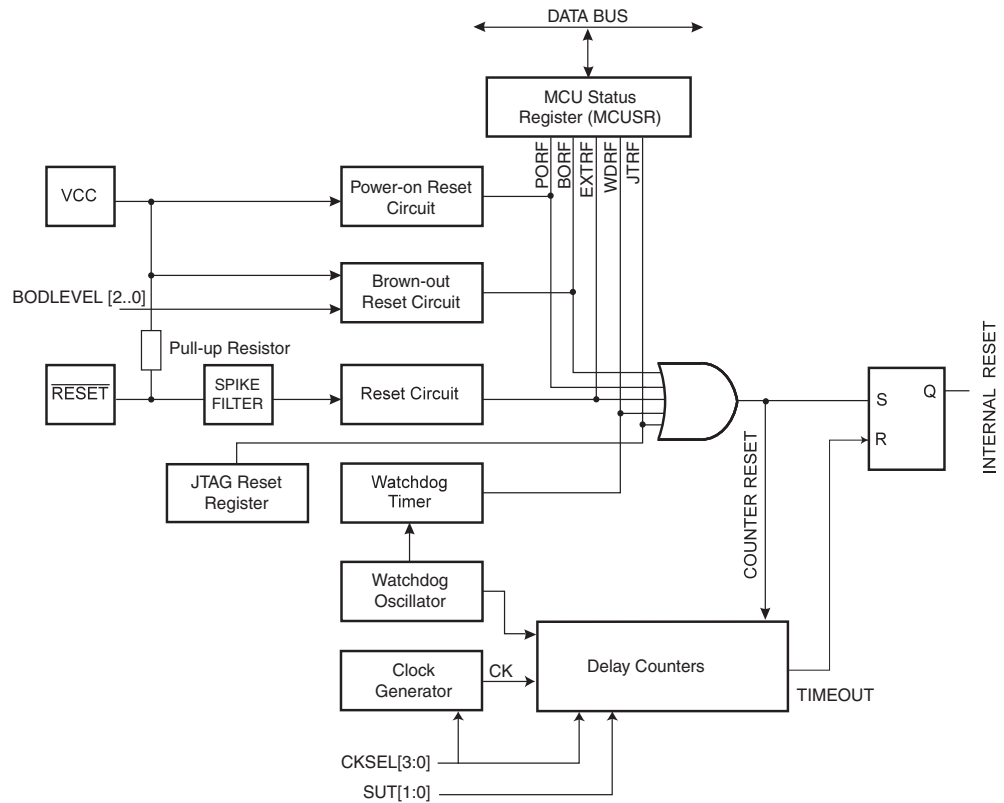 DATA BUS
MCU Status
Register (MCUSR)
PORF
BORF
EXTRF
WDRF
JTRF
VCC
Power-on Reset
Circuit
BODLEVEL [2..0]
Brown-out
Reset Circuit
Pull-up Resistor
RESET
SPIKE
FILTER
Reset Circuit
S
Q
R
INTERNAL RESET
JTAG Reset
Register
Watchdog
Timer
COUNTER RESET
Watchdog
Oscillator
Clock
Generator
CK
Delay Counters
TIMEOUT
CKSEL[3:0]
SUT[1:0]